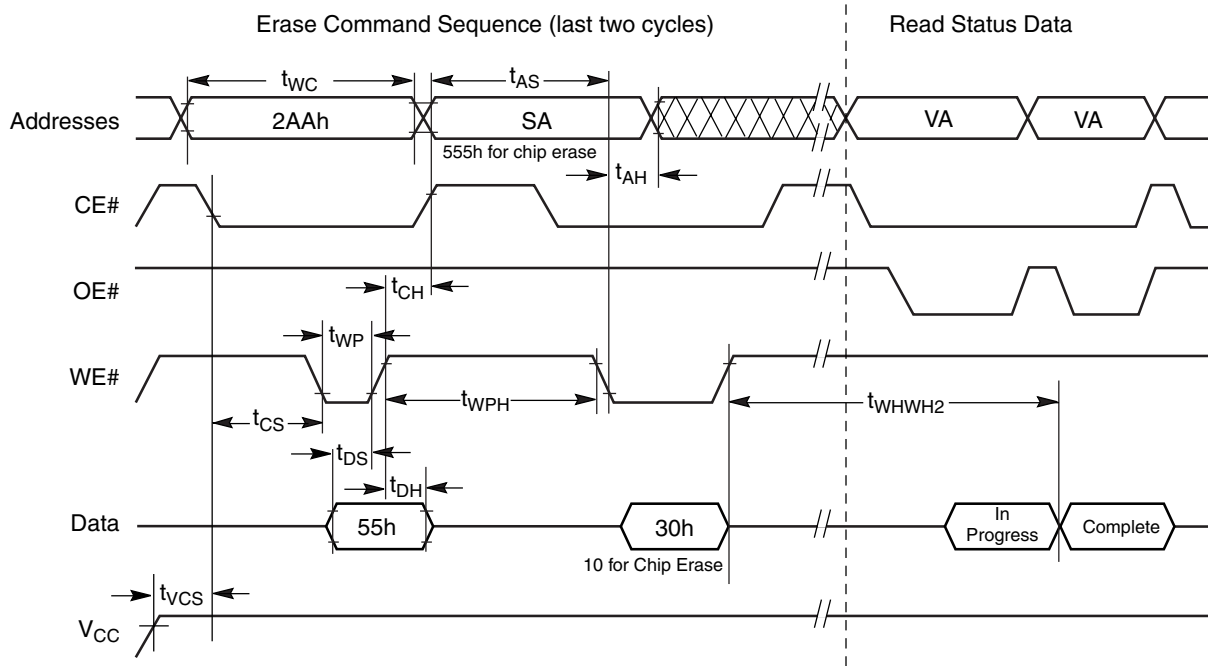 Erase Command Sequence (last two cycles)
Read Status Data
tWC
tAS
Addresses
2AAh
SA
VA
VA
555h for chip erase
tAH
CE#
OE#
tCH
tWP
WE#
tWPH
tWHWH2
tCS
tDS
tDH
Data
55h
30h
In
Progress
Complete
10 for Chip Erase
tVCS
VCC